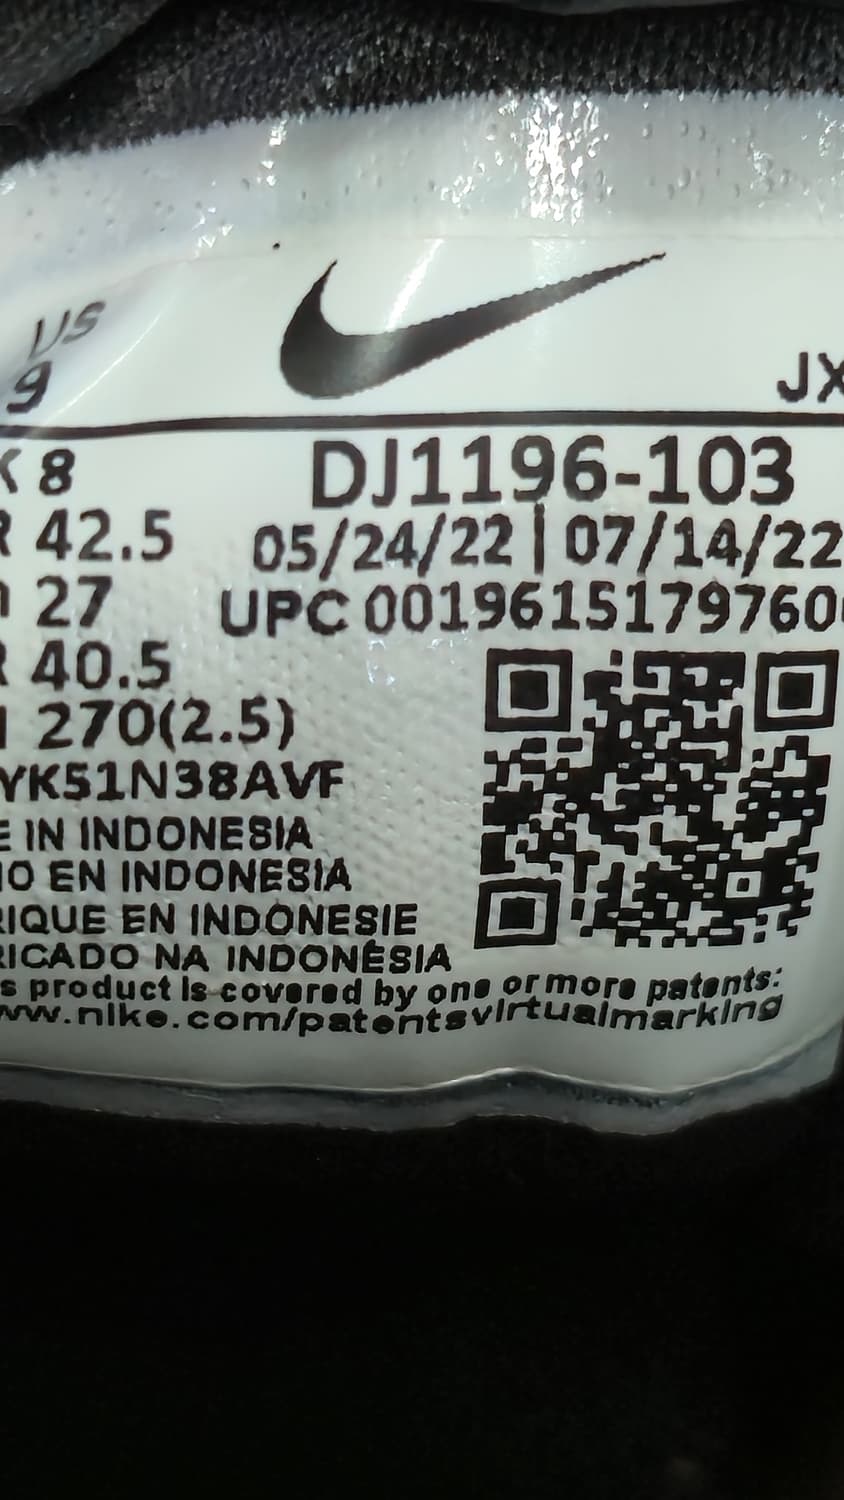 US
9
JX
K 8
DJ1196-103
R 42.5
05/24/22 | 07/14/22
27
UPC 0019615179760
R 40.5
270(2.5)
YK51N38AVF
E IN INDONESIA
HO EN INDONESIA
RIQUE EN INDONESIE
RICADO NA INDONÉSIA
s product is covered by one or more patents:
ww.nike.com/patentsvirtualmarking